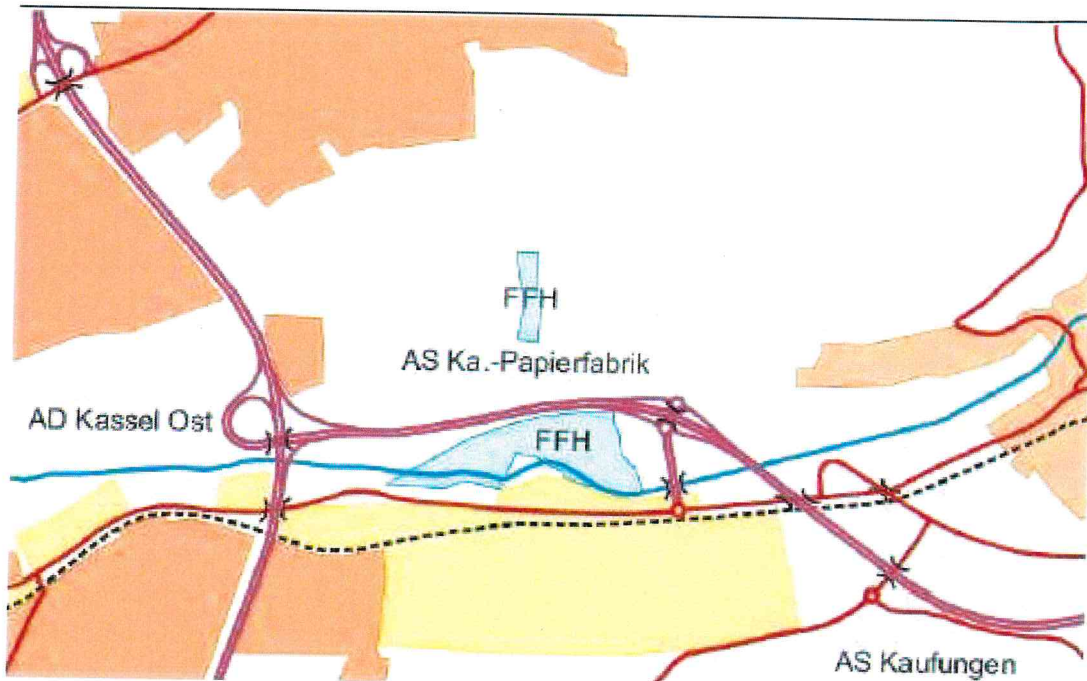 FFH
AS Ka.-Papierfabrik
AD Kassel Ost
FFH
AS Kaufungen